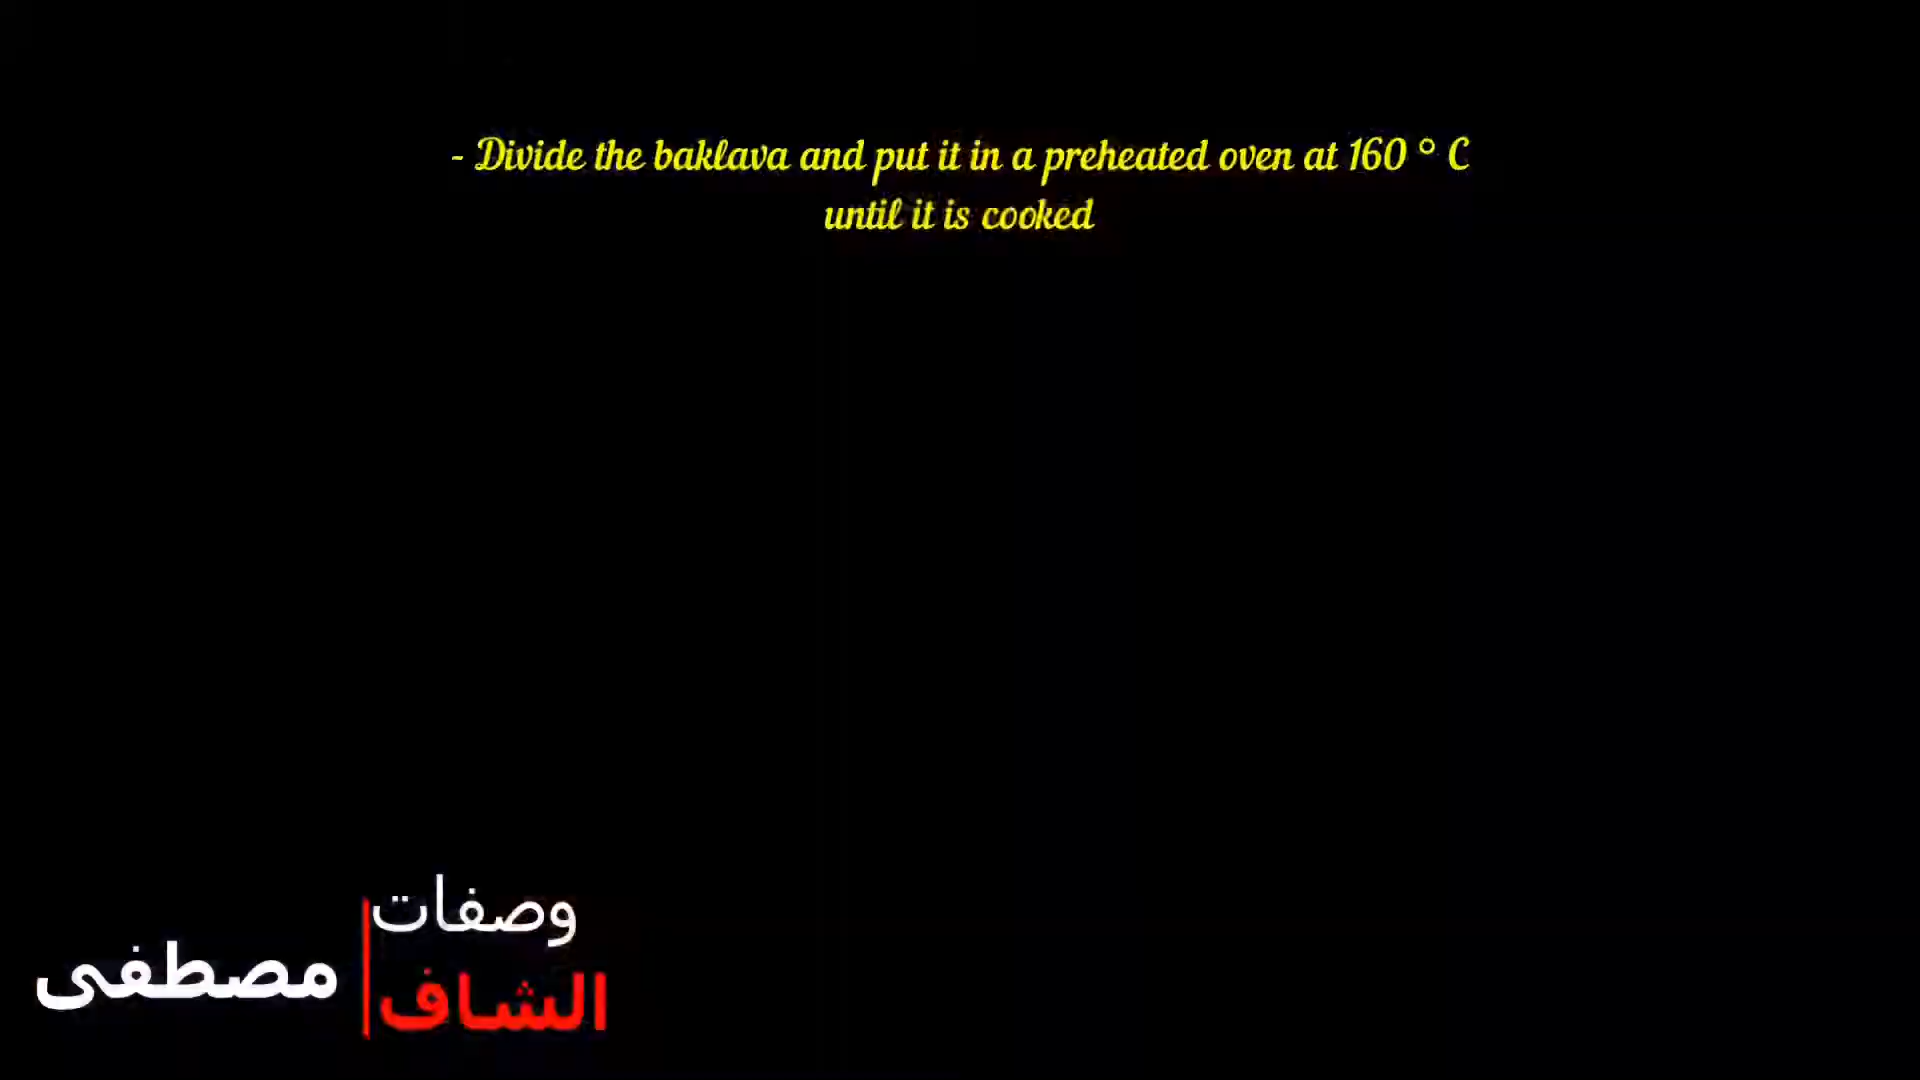 - Divide the baklava and put it in a preheated oven at 160 ° C
until it is cooked
وصفات
الشاف
مصطفى